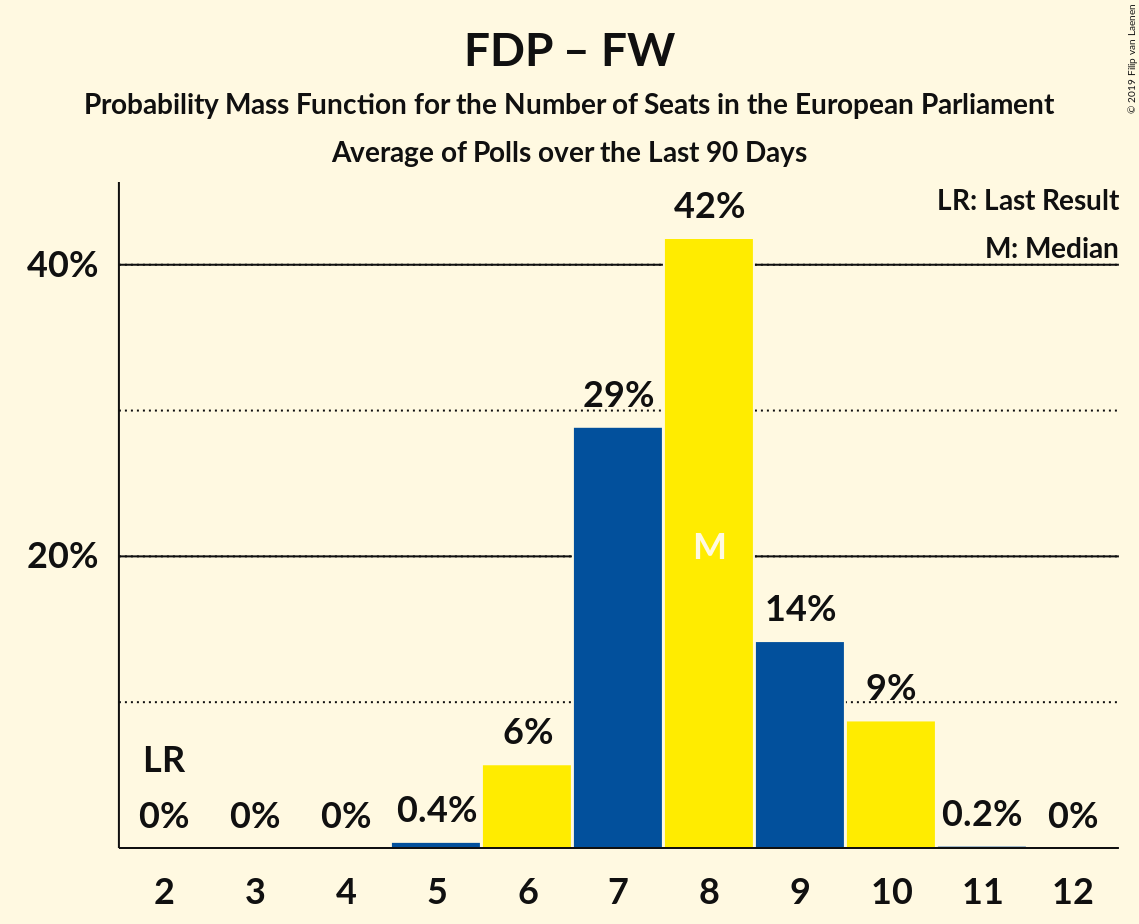 FDP – FW
Probability Mass Function for the Number of Seats in the European Parliament
Average of Polls over the Last 90 Days
© 2019 Filip van Laenen
LR: Last Result
M: Median
42%
40%
29%
M
20%
14%
9%
6%
LR
0%
0%
0%
0.4%
0.2%
0%
2 3 4 5 6 7 8 9 10 11 12